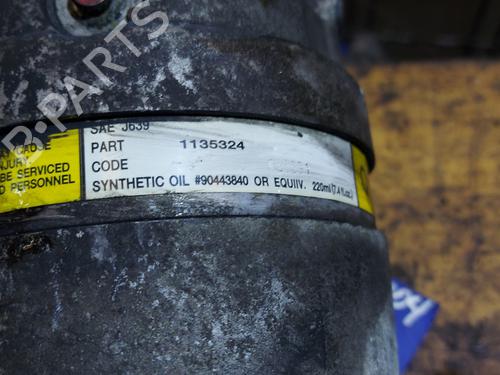 B-PARTS
SAE J639
PART 1135324
CODE
SYNTHETIC OIL #90443840 OR EQUIIV. 220ml (7.4 fl.oz.)
INJURY.
BE SERVICED
PERSONNEL